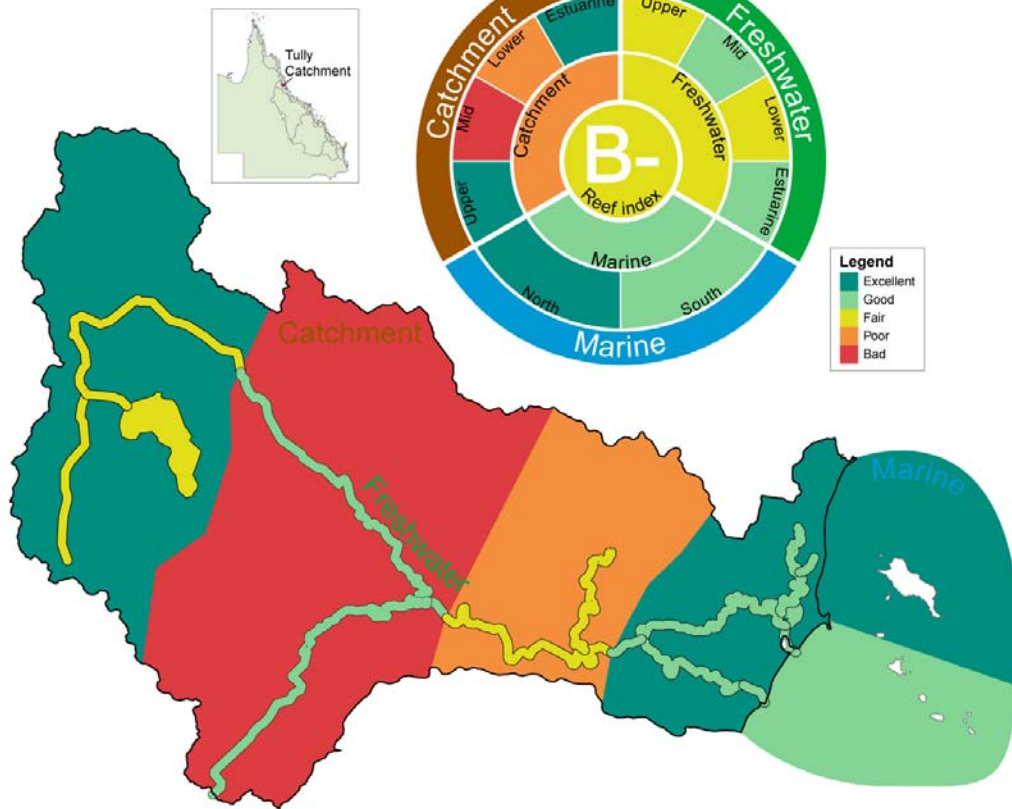 Tully
Catchment
Catchment
Freshwater
Marine
Estuarine
Lower
Mid
Upper
Upper
Mid
Lower
Estuarine
North
South
Catchment
Freshwater
Marine
B-
Reef index
Legend
Excellent
Good
Fair
Poor
Bad
Catchment
Freshwater
Marine